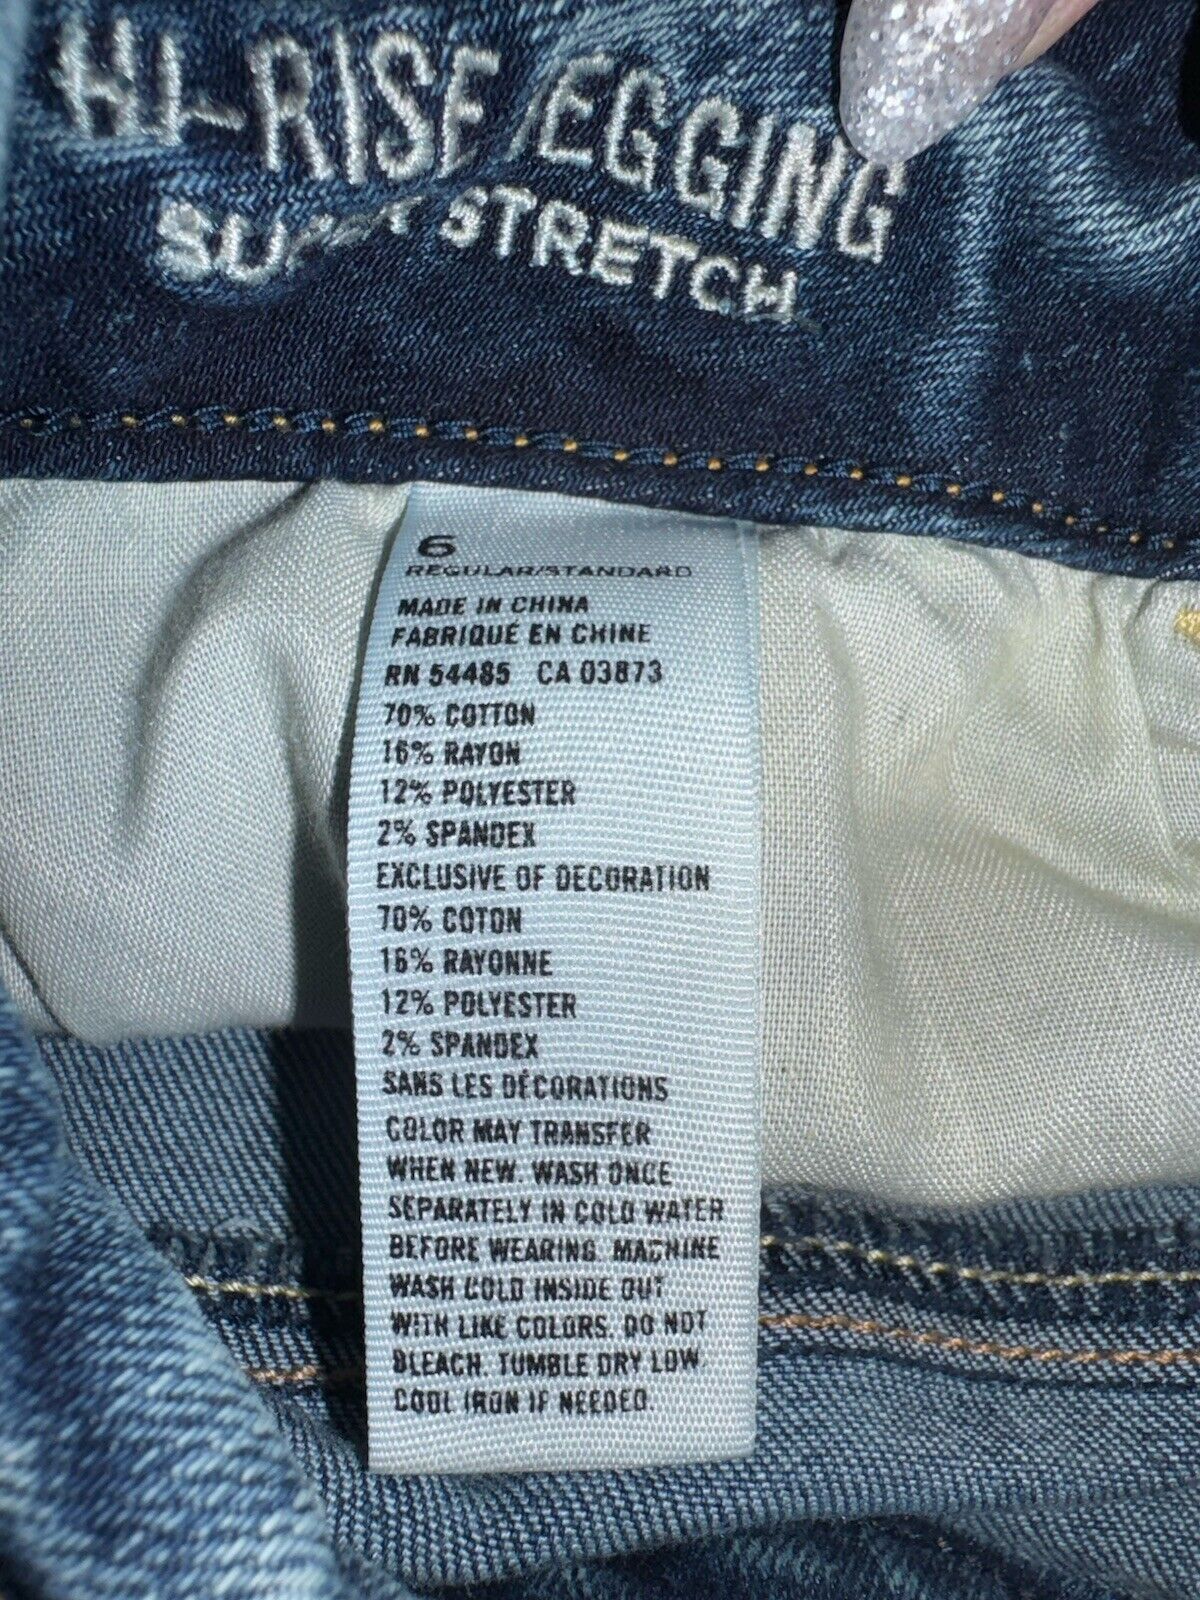 HI-RISE JEGGING
SUPER STRETCH
6
REGULAR/STANDARD
MADE IN CHINA
FABRIQUÉ EN CHINE
RN 54485 CA 03873
70% COTTON
16% RAYON
12% POLYESTER
2% SPANDEX
EXCLUSIVE OF DECORATION
70% COTON
16% RAYONNE
12% POLYESTER
2% SPANDEX
SANS LES DÉCORATIONS
COLOR MAY TRANSFER
WHEN NEW. WASH ONCE
SEPARATELY IN COLD WATER
BEFORE WEARING. MACHINE
WASH COLD INSIDE OUT
WITH LIKE COLORS. DO NOT
BLEACH. TUMBLE DRY LOW.
COOL IRON IF NEEDED.